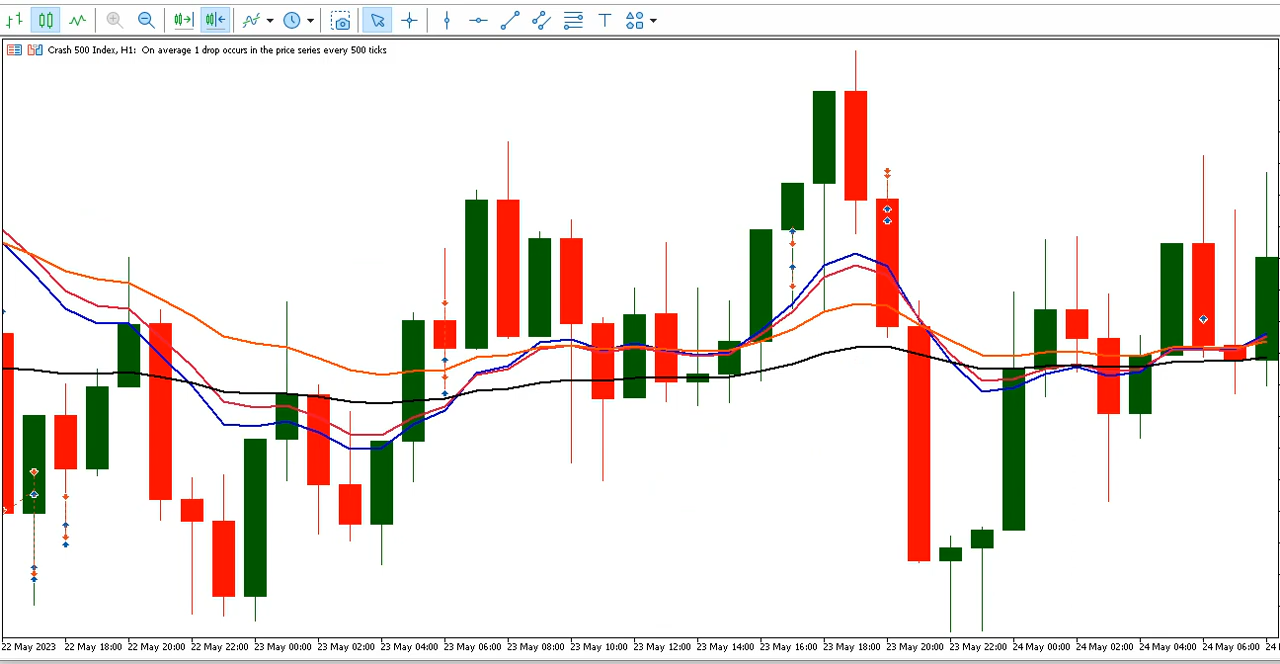 Crash 500 Index, H1: On average 1 drop occurs in the price series every 500 ticks
22 May 2023 22 May 18:00 22 May 20:00 22 May 22:00 23 May 00:00 23 May 02:00 23 May 04:00 23 May 06:00 23 May 08:00 23 May 10:00 23 May 12:00 23 May 14:00 23 May 16:00 23 May 18:00 23 May 20:00 23 May 22:00 24 May 00:00 24 May 02:00 24 May 04:00 24 May 06:00 24